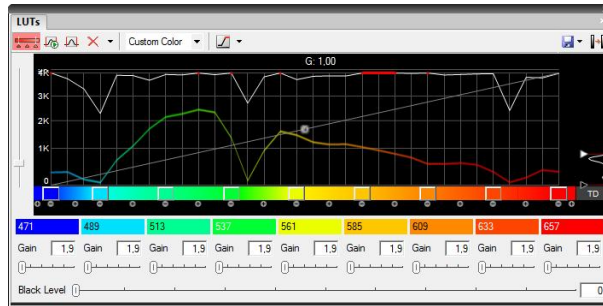 LUTs
Custom Color
G: 1,00
4K
3K
2K
1K
0
TD
471 489 513 537 561 585 609 633 657
Gain 1,9 Gain 1,9 Gain 1,9 Gain 1,9 Gain 1,9 Gain 1,9 Gain 1,9 Gain 1,9 Gain 1,9
Black Level 0